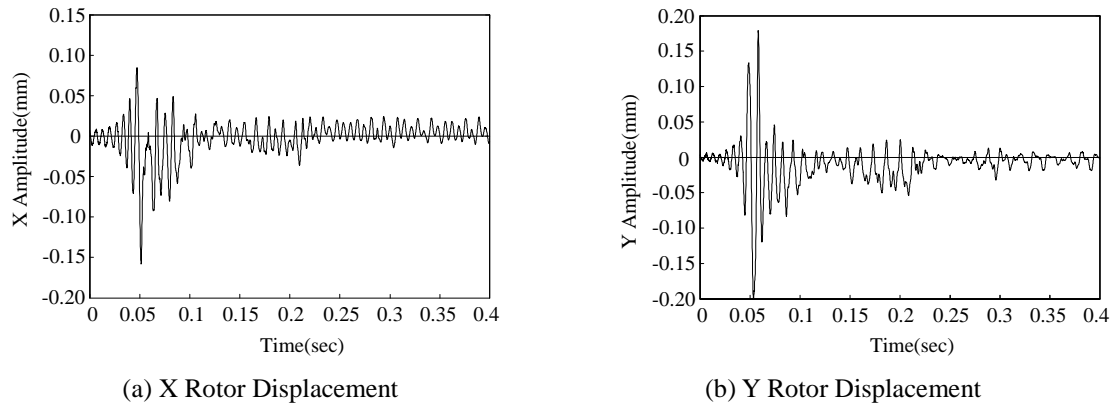 0.15
0.10
0.05
0
-0.05
-0.10
-0.15
-0.20
X Amplitude(mm)
0 0.05 0.1 0.15 0.2 0.25 0.3 0.35 0.4
Time(sec)
(a) X Rotor Displacement
0.20
0.15
0.10
0.05
0
-0.05
-0.10
-0.15
-0.20
Y Amplitude(mm)
0 0.05 0.1 0.15 0.2 0.25 0.3 0.35 0.4
Time(sec)
(b) Y Rotor Displacement